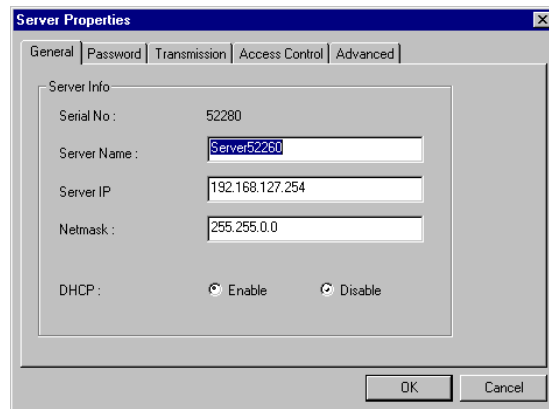 Server Properties
General Password Transmission Access Control Advanced
Server Info
Serial No : 52280
Server Name : Server52260
Server IP 192.168.127.254
Netmask : 255.255.0.0
DHCP : Enable Disable
OK Cancel